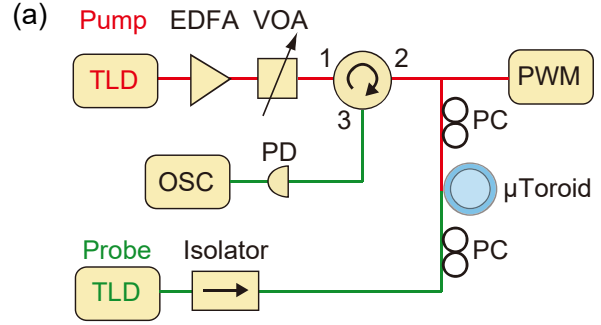 (a)
Pump EDFA VOA
TLD
1 2
3
PWM
PC
PD
OSC
μToroid
Probe Isolator
PC
TLD